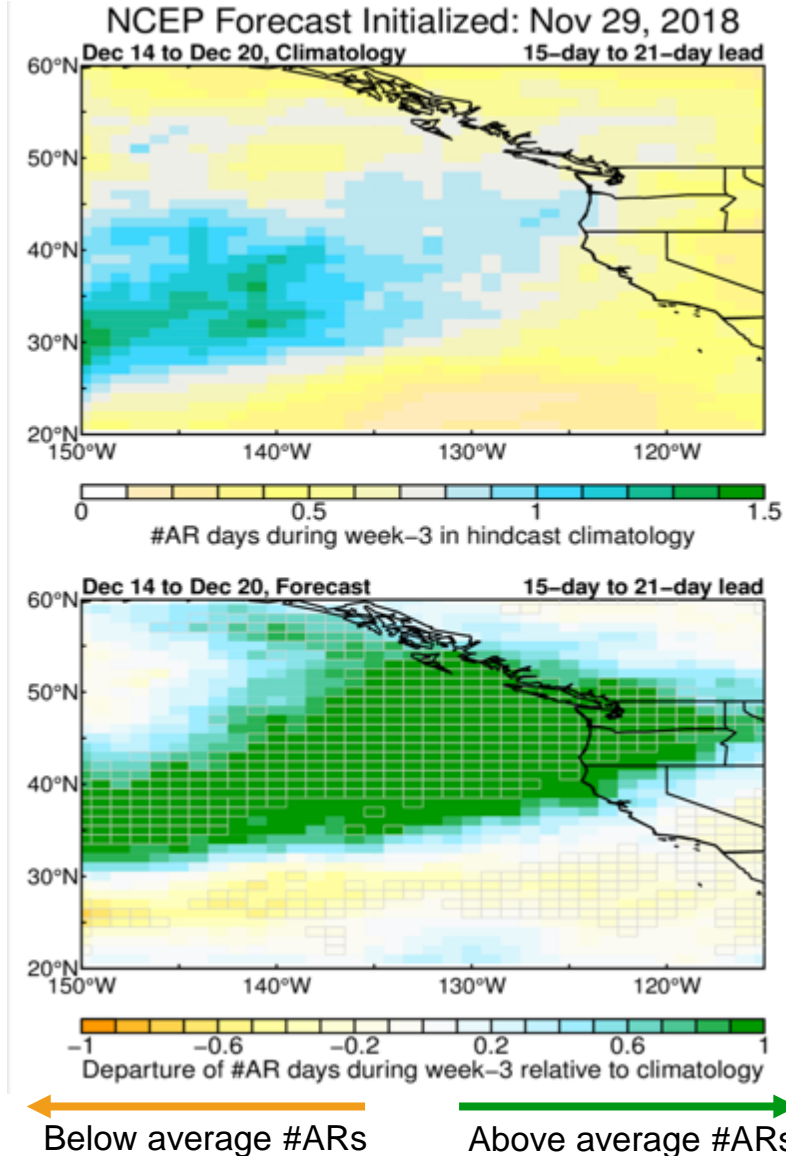 NCEP Forecast Initialized: Nov 29, 2018
Dec 14 to Dec 20, Climatology 15-day to 21-day lead
60°N
50°N
40°N
30°N
20°N
150°W 140°W 130°W 120°W
0 0.5 1 1.5
#AR days during week-3 in hindcast climatology
Dec 14 to Dec 20, Forecast 15-day to 21-day lead
60°N
50°N
40°N
30°N
20°N
150°W 140°W 130°W 120°W
-1 -0.6 -0.2 0.2 0.6 1
Departure of #AR days during week-3 relative to climatology
Below average #ARs Above average #ARs